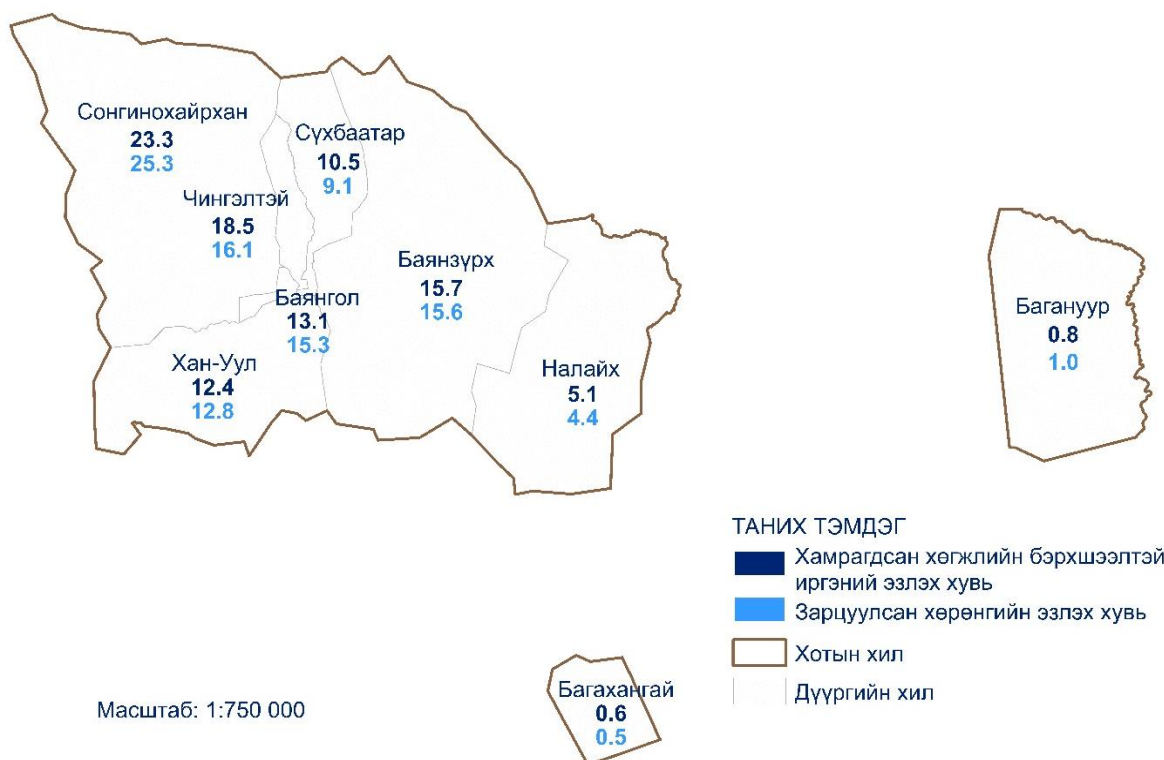 Сонгинохайрхан
23.3
25.3
Сүхбаатар
10.5
9.1
Чингэлтэй
18.5
16.1
Баянзүрх
15.7
15.6
Баянгол
13.1
15.3
Хан-Уул
12.4
12.8
Налайх
5.1
4.4
Багануур
0.8
1.0
ТАНИХ ТЭМДЭГ
Хамрагдсан хөгжлийн бэрхшээлтэй
иргэний эзлэх хувь
Зарцуулсан хөрөнгийн эзлэх хувь
Хотын хил
Дүүргийн хил
Багахангай
0.6
0.5
Масштаб: 1:750 000